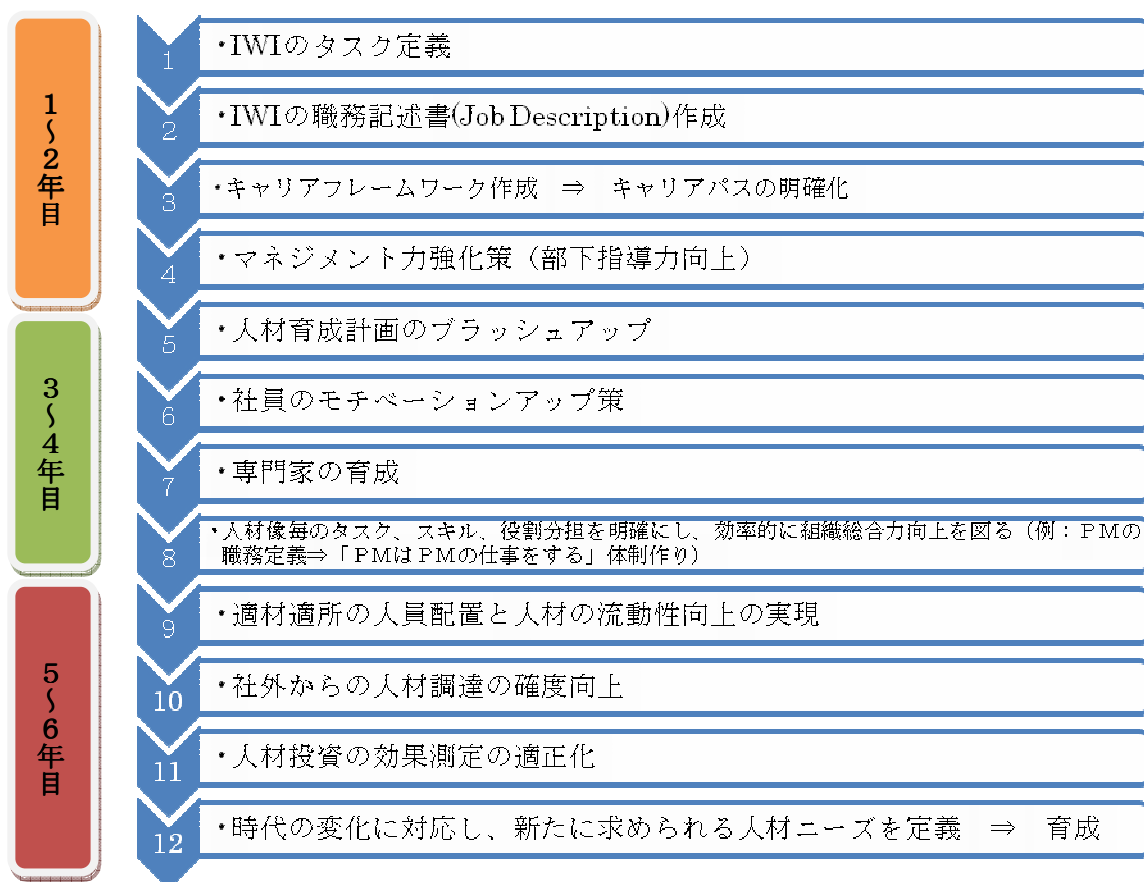 1～2年目
1
・IWIのタスク定義
2
・IWIの職務記述書(Job Description)作成
3
・キャリアフレームワーク作成　⇒　キャリアパスの明確化
4
・マネジメント力強化策（部下指導力向上）
3～4年目
5
・人材育成計画のブラッシュアップ
6
・社員のモチベーションアップ策
7
・専門家の育成
8
・人材像毎のタスク、スキル、役割分担を明確にし、効率的に組織総合力向上を図る（例：ＰＭの
職務定義⇒「ＰＭはＰＭの仕事をする」体制作り）
5～6年目
9
・適材適所の人員配置と人材の流動性向上の実現
10
・社外からの人材調達の確度向上
11
・人材投資の効果測定の適正化
12
・時代の変化に対応し、新たに求められる人材ニーズを定義　⇒　育成